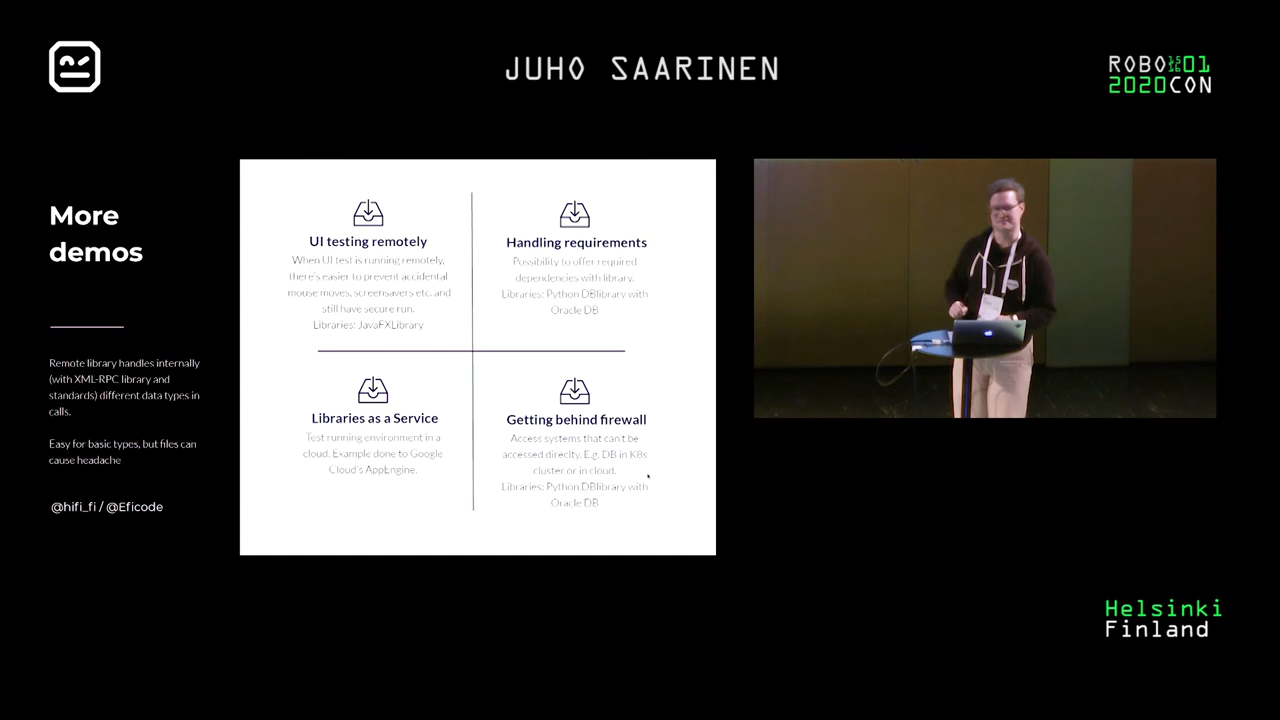 JUHO SAARINEN
ROBO 01
2020CON
More
demos
Remote library handles internally
(with XML-RPC library and
standards) different data types in
calls.
Easy for basic types, but files can
cause headache
@hifi_fi / @Eficode
UI testing remotely
When UI test is running remotely,
there's easier to prevent accidental
mouse moves, screensavers etc. and
still have secure run.
Libraries: JavaFXLibrary
Handling requirements
Possibility to offer required
dependencies with library.
Libraries: Python DBlibrary with
Oracle DB
Libraries as a Service
Test running environment in a
cloud. Example done to Google
Cloud's AppEngine.
Getting behind firewall
Access systems that can't be
accessed direclty. E.g. DB in K8s
cluster or in cloud.
Libraries: Python DBlibrary with
Oracle DB
Helsinki
Finland